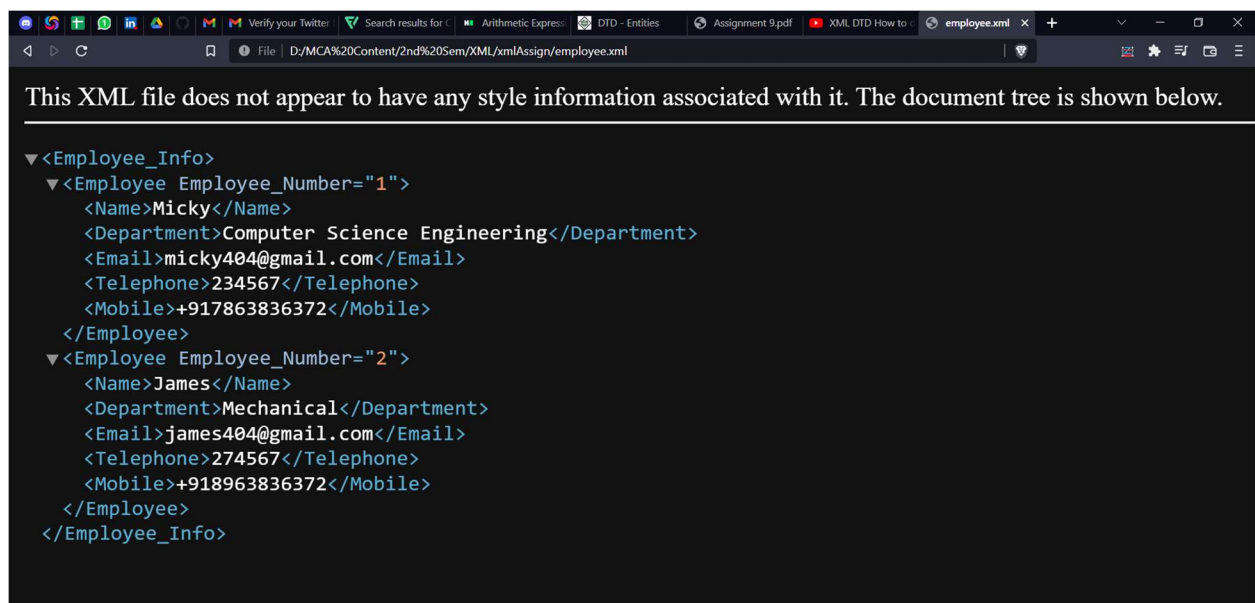 Verify your Twitter
Search results for C
Arithmetic Express
DTD - Entities
Assignment 9.pdf
XML DTD How to c
employee.xml
File | D:/MCA%20Content/2nd%20Sem/XML/xmlAssign/employee.xml
This XML file does not appear to have any style information associated with it. The document tree is shown below.
▼<Employee_Info>
▼<Employee Employee_Number="1">
<Name>Micky</Name>
<Department>Computer Science Engineering</Department>
<Email>micky404@gmail.com</Email>
<Telephone>234567</Telephone>
<Mobile>+917863836372</Mobile>
</Employee>
▼<Employee Employee_Number="2">
<Name>James</Name>
<Department>Mechanical</Department>
<Email>james404@gmail.com</Email>
<Telephone>274567</Telephone>
<Mobile>+918963836372</Mobile>
</Employee>
</Employee_Info>